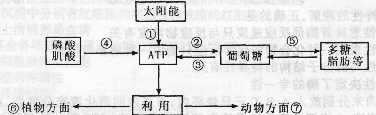 太阳能
①
磷酸
肌酸
④
ATP
②
③
葡萄糖
⑤
多糖、
脂肪等
⑥植物方面
利用
动物方面⑦